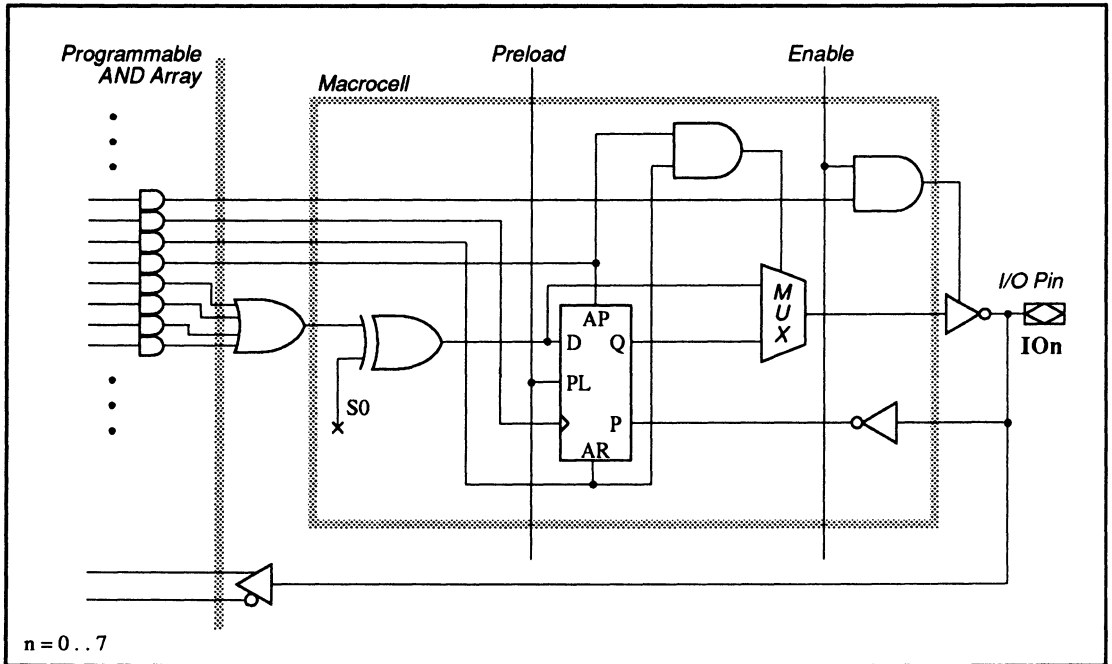 Programmable
AND Array
Preload
Enable
Macrocell
I/O Pin
IOn
MUX
AP
D
Q
PL
P
AR
S0
n = 0 . . 7